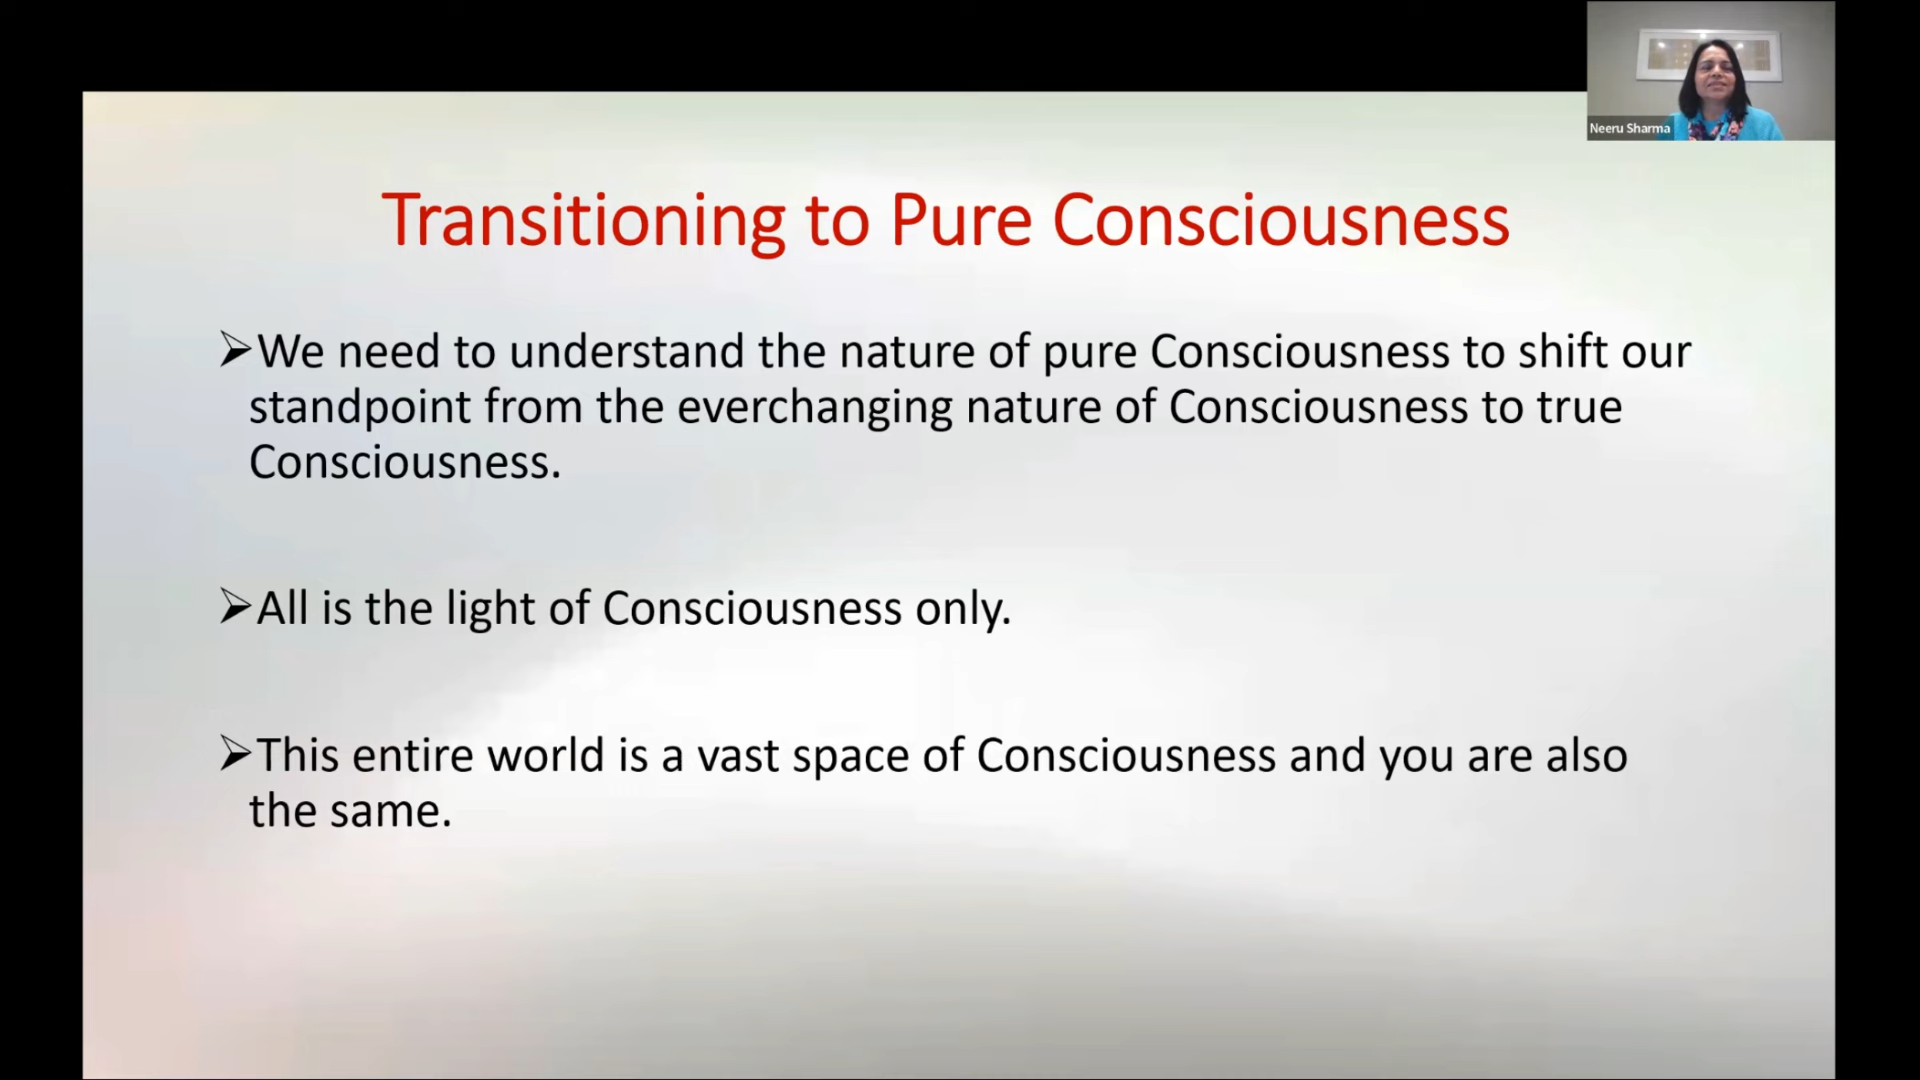 Neeru Sharma
Transitioning to Pure Consciousness
➢We need to understand the nature of pure Consciousness to shift our
standpoint from the everchanging nature of Consciousness to true
Consciousness.
➢All is the light of Consciousness only.
➢This entire world is a vast space of Consciousness and you are also
the same.